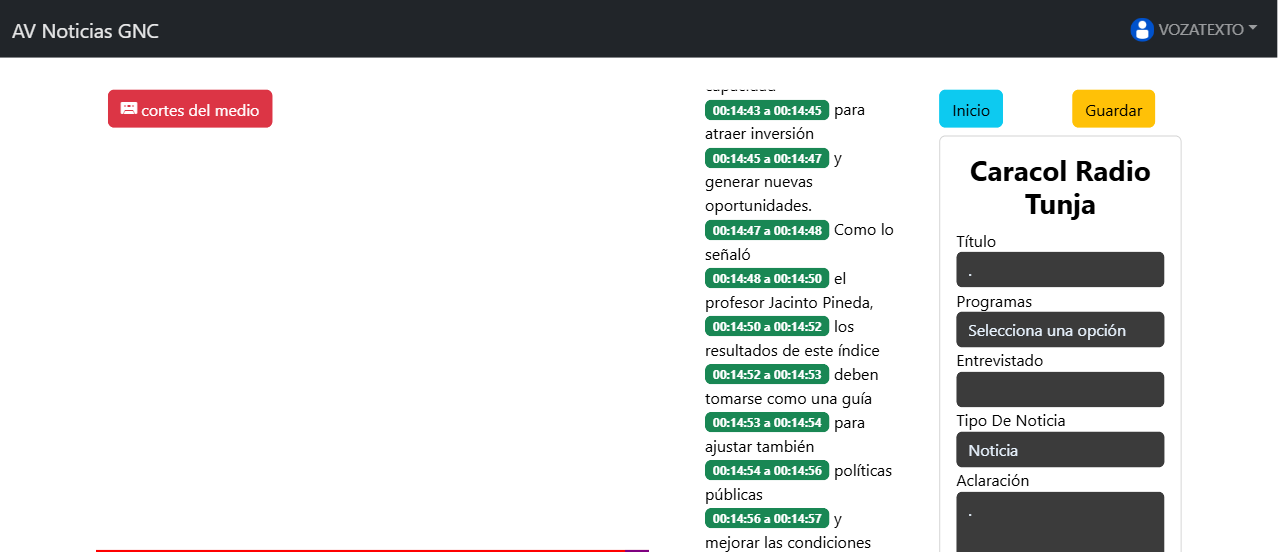 AV Noticias GNC
VOZATEXTO
cortes del medio
capacidad
00:14:43 a 00:14:45 para
atraer inversión
00:14:45 a 00:14:47 y
generar nuevas
oportunidades.
00:14:47 a 00:14:48 Como lo
señaló
00:14:48 a 00:14:50 el
profesor Jacinto Pineda,
00:14:50 a 00:14:52 los
resultados de este índice
00:14:52 a 00:14:53 deben
tomarse como una guía
00:14:53 a 00:14:54 para
ajustar también
00:14:54 a 00:14:56 políticas
públicas
00:14:56 a 00:14:57 y
mejorar las condiciones
Inicio
Guardar
Caracol Radio
Tunja
Título
.
Programas
Selecciona una opción
Entrevistado
Tipo De Noticia
Noticia
Aclaración
.